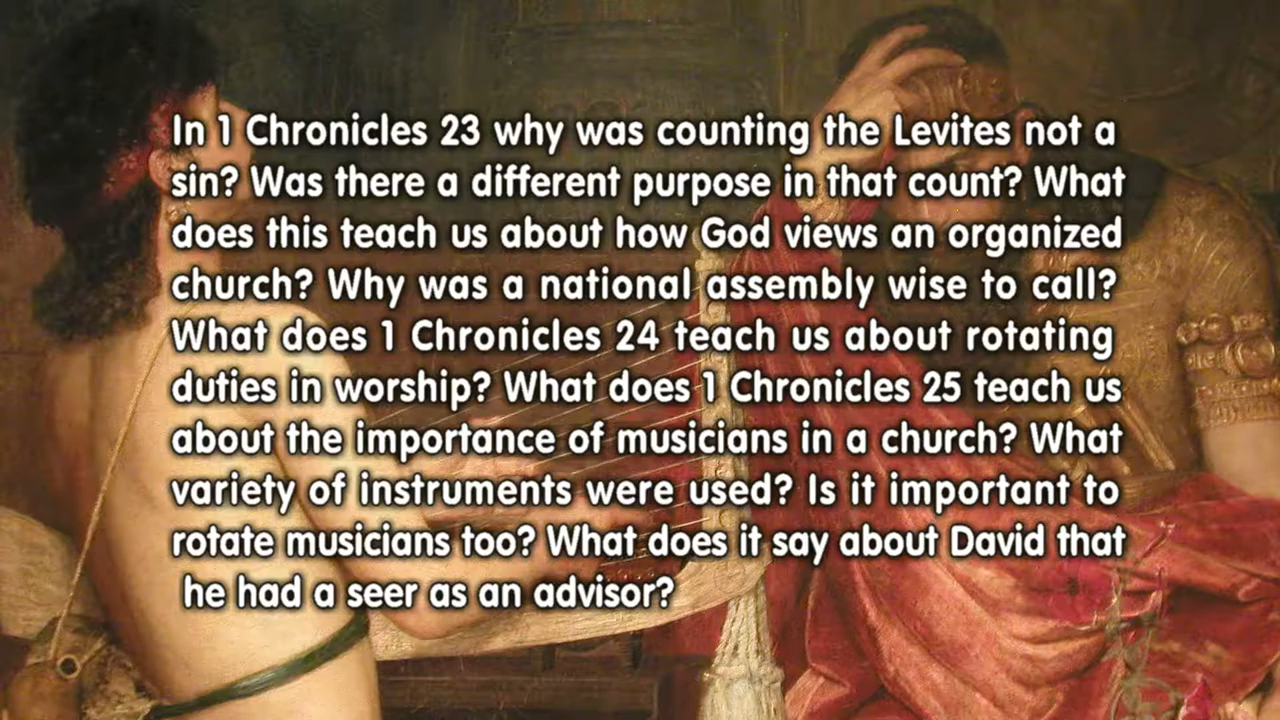 In 1 Chronicles 23 why was counting the Levites not a
sin? Was there a different purpose in that count? What
does this teach us about how God views an organized
church? Why was a national assembly wise to call?
What does 1 Chronicles 24 teach us about rotating
duties in worship? What does 1 Chronicles 25 teach us
about the importance of musicians in a church? What
variety of instruments were used? Is it important to
rotate musicians too? What does it say about David that
he had a seer as an advisor?